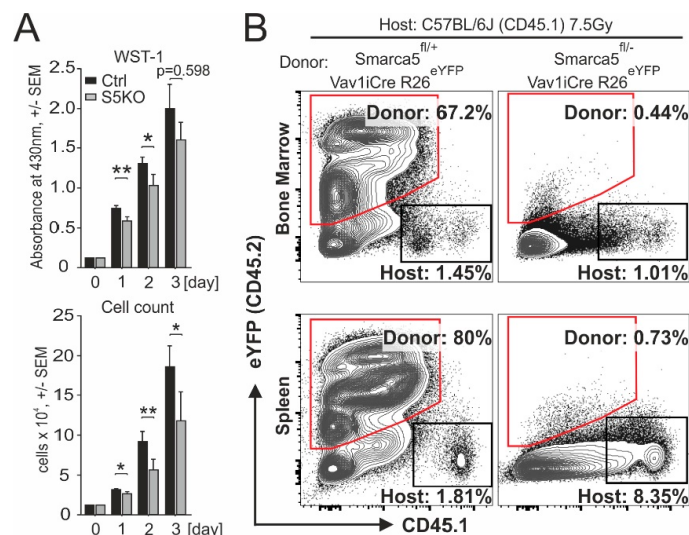 A
WST-1
Ctrl
S5KO
p=0.598
** *
2.5
2.0
1.5
1.0
0.5
0
0 1 2 3 [day]
Absorbance at 430nm, +/- SEM
Cell count
* ** *
25
20
15
10
5
0
0 1 2 3 [day]
cells x 10⁴, +/- SEM
B
Host: C57BL/6J (CD45.1) 7.5Gy
Donor: Smarca5 fl/+
Vav1iCre R26 eYFP
Smarca5 fl/-
Vav1iCre R26 eYFP
Bone Marrow
Donor: 67.2%
Host: 1.45%
Donor: 0.44%
Host: 1.01%
Spleen
Donor: 80%
Host: 1.81%
Donor: 0.73%
Host: 8.35%
eYFP (CD45.2)
CD45.1